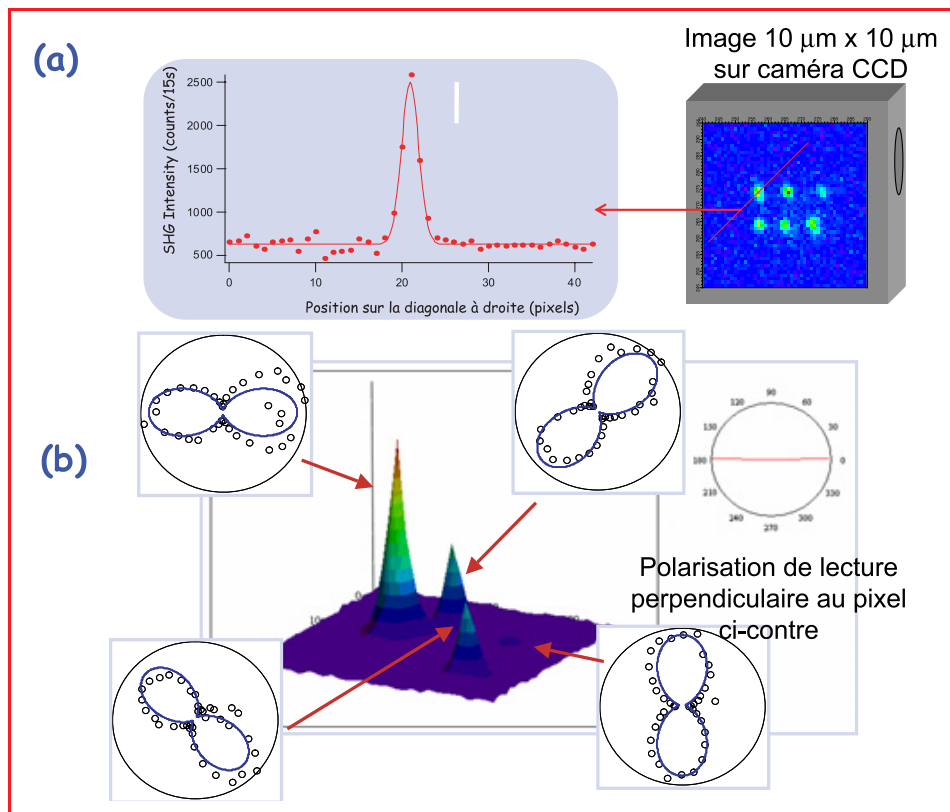 (a)
Image 10 μm x 10 μm
sur caméra CCD
SHG Intensity (counts/15s)
2500
2000
1500
1000
500
0
10
20
30
40
Position sur la diagonale à droite (pixels)
(b)
90
120
60
150
30
180
0
210
330
240
300
270
0
10
Polarisation de lecture
perpendiculaire au pixel
ci-contre